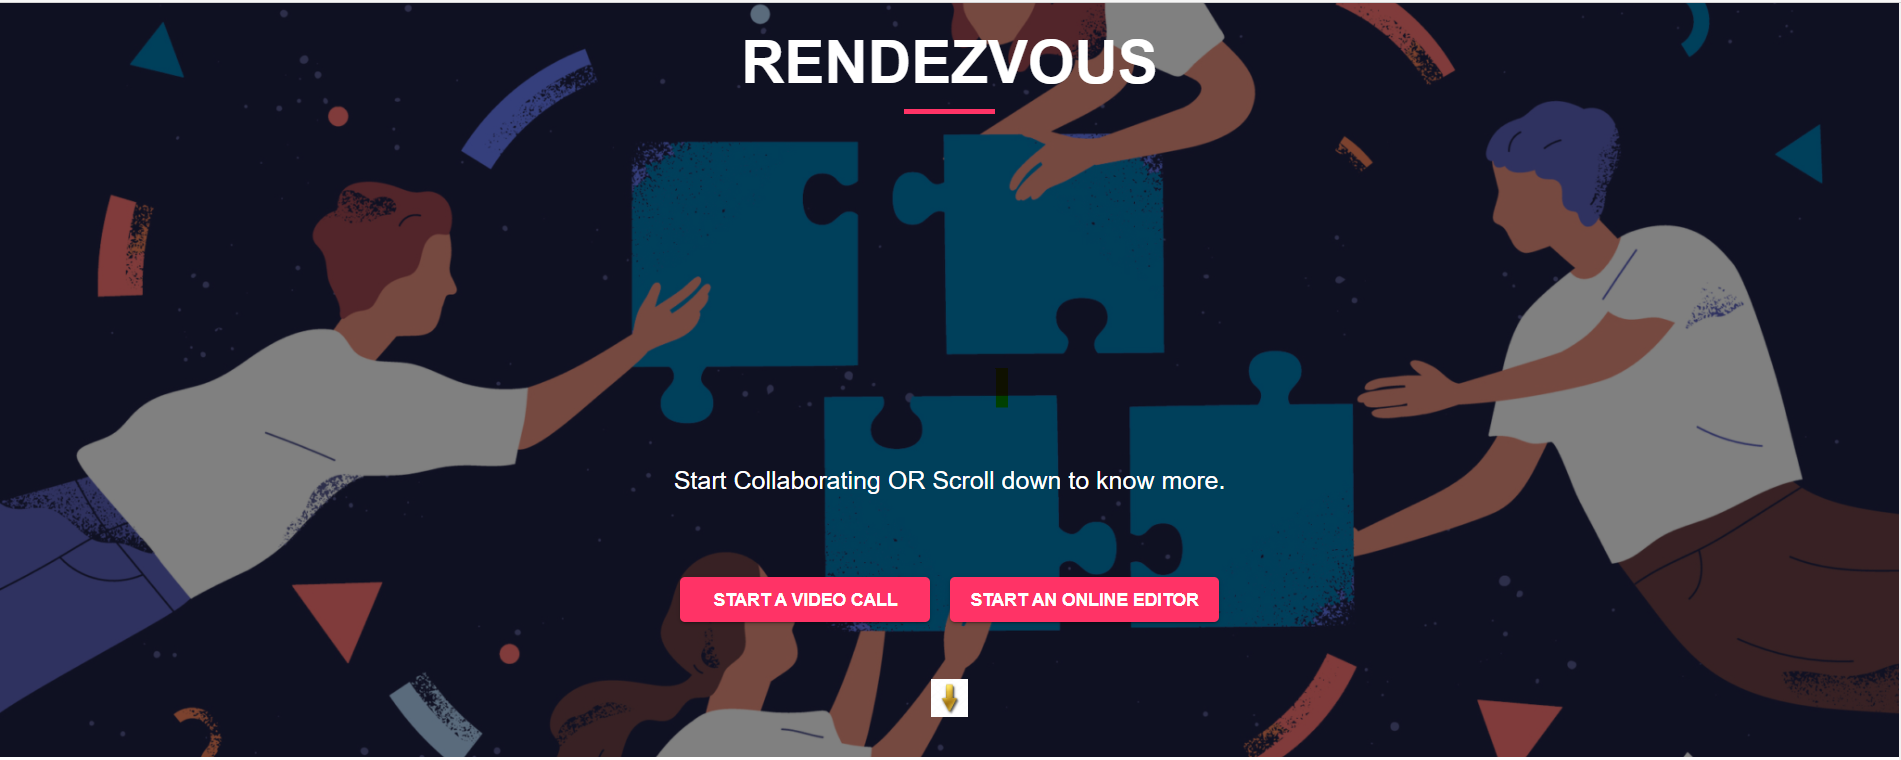 RENDEZVOUS
Start Collaborating OR Scroll down to know more.
START A VIDEO CALL
START AN ONLINE EDITOR